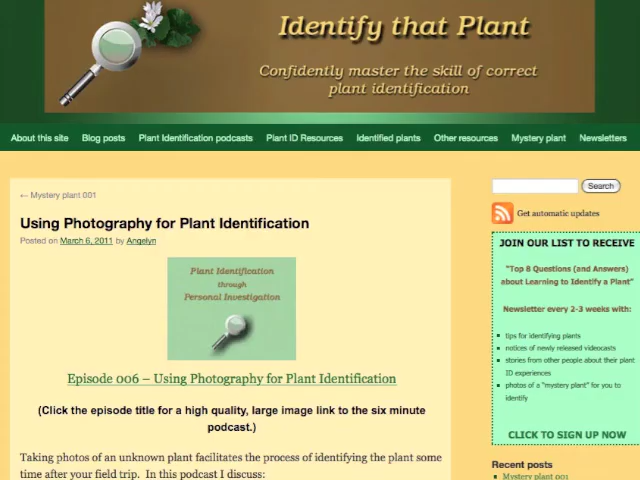 Identify that Plant
Confidently master the skill of correct
plant identification
About this site
Blog posts
Plant Identification podcasts
Plant ID Resources
Identified plants
Other resources
Mystery plant
Newsletters
← Mystery plant 001
Using Photography for Plant Identification
Posted on March 6, 2011 by Angelyn
Plant Identification
through
Personal Investigation
Episode 006 – Using Photography for Plant Identification
(Click the episode title for a high quality, large image link to the six minute
podcast.)
Taking photos of an unknown plant facilitates the process of identifying the plant some
time after your field trip. In this podcast I discuss:
Search
Get automatic updates
JOIN OUR LIST TO RECEIVE
"Top 8 Questions (and Answers)
about Learning to Identify a Plant"
Newsletter every 2-3 weeks with:
tips for identifying plants
notices of newly released videocasts
stories from other people about their plant
ID experiences
photos of a "mystery plant" for you to
identify
CLICK TO SIGN UP NOW
Recent posts
Mystery plant 001